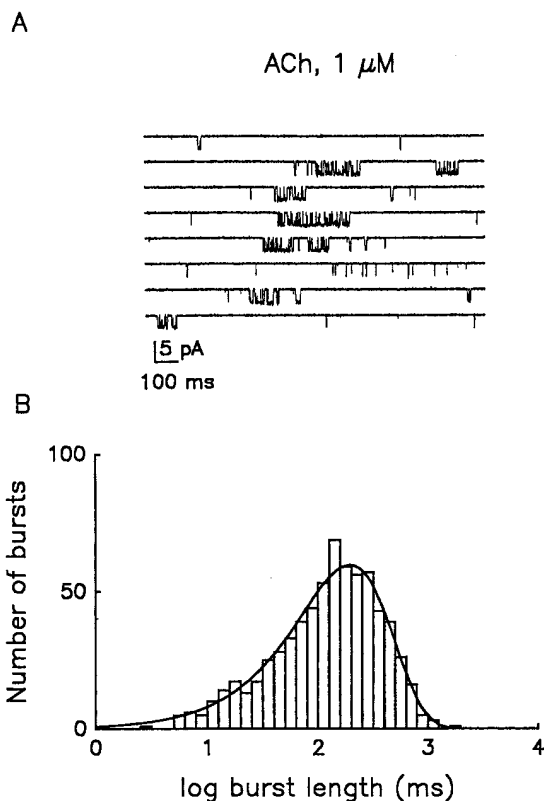 A
ACh, 1 μM
5 pA
100 ms
B
100
50
0
Number of bursts
0 1 2 3 4
log burst length (ms)